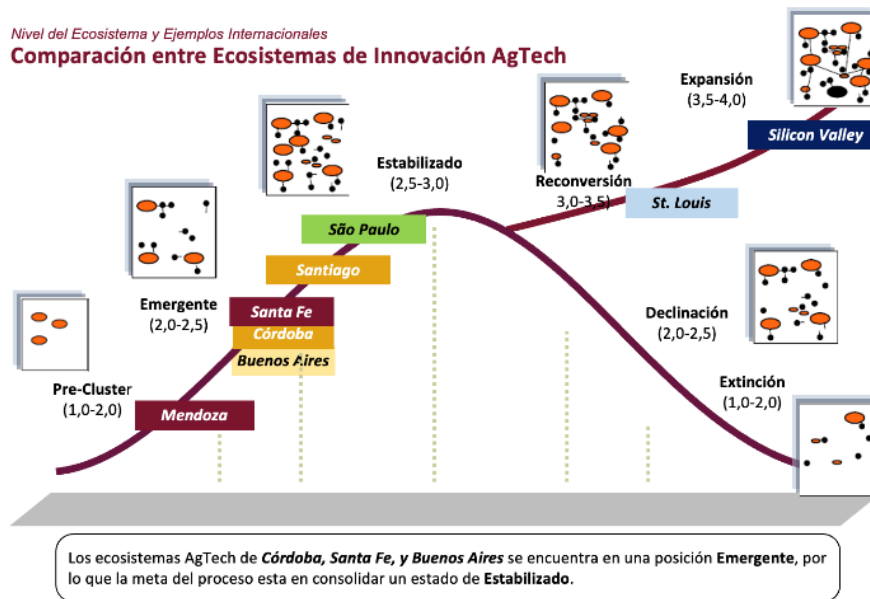 Nivel del Ecosistema y Ejemplos Internacionales
Comparación entre Ecosistemas de Innovación AgTech
Expansión
(3,5-4,0)
Silicon Valley
Estabilizado
(2,5-3,0)
Reconversión
3,0-3,5)
St. Louis
São Paulo
Santiago
Emergente
(2,0-2,5)
Santa Fe
Córdoba
Buenos Aires
Declinación
(2,0-2,5)
Pre-Cluster
(1,0-2,0)
Mendoza
Extinción
(1,0-2,0)
Los ecosistemas AgTech de Córdoba, Santa Fe, y Buenos Aires se encuentra en una posición Emergente, por
lo que la meta del proceso esta en consolidar un estado de Estabilizado.